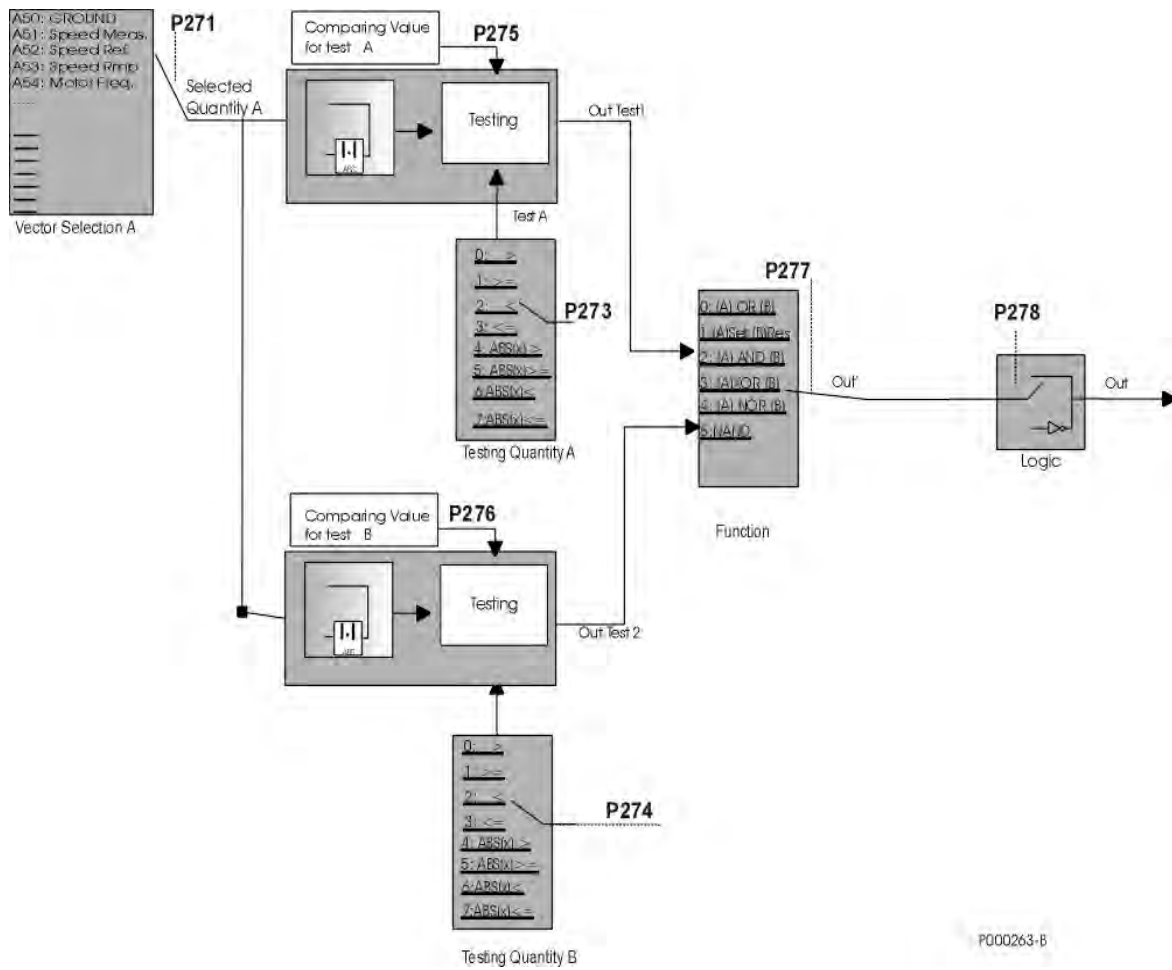 A50: GROUND
A51: Speed Meas.
A52: Speed Ref.
A53: Speed Rmp
A54: Motor Freq.
.....
Vector Selection A
P271
Selected
Quantity A
Comparing Value
for test A
P275
Testing
ABS
Out Test1
Test A
0: >
1: >=
2: <
3: <=
4: ABS(x) >
5: ABS(x) >=
6:ABS(x)<
7:ABS(x)<=
P273
Testing Quantity A
P277
0: (A) OR (B)
1 (A)Set (B)Res
2: (A) AND (B)
3: (A)XOR (B)
4: (A) NOR (B)
5:NAND
Function
Out'
P278
Logic
Out
Comparing Value
for test B
P276
Testing
ABS
Out Test 2
0: >
1: >=
2: <
3: <=
4: ABS(x) >
5: ABS(x) >=
6:ABS(x)<
7:ABS(x)<=
P274
Testing Quantity B
P000263-B